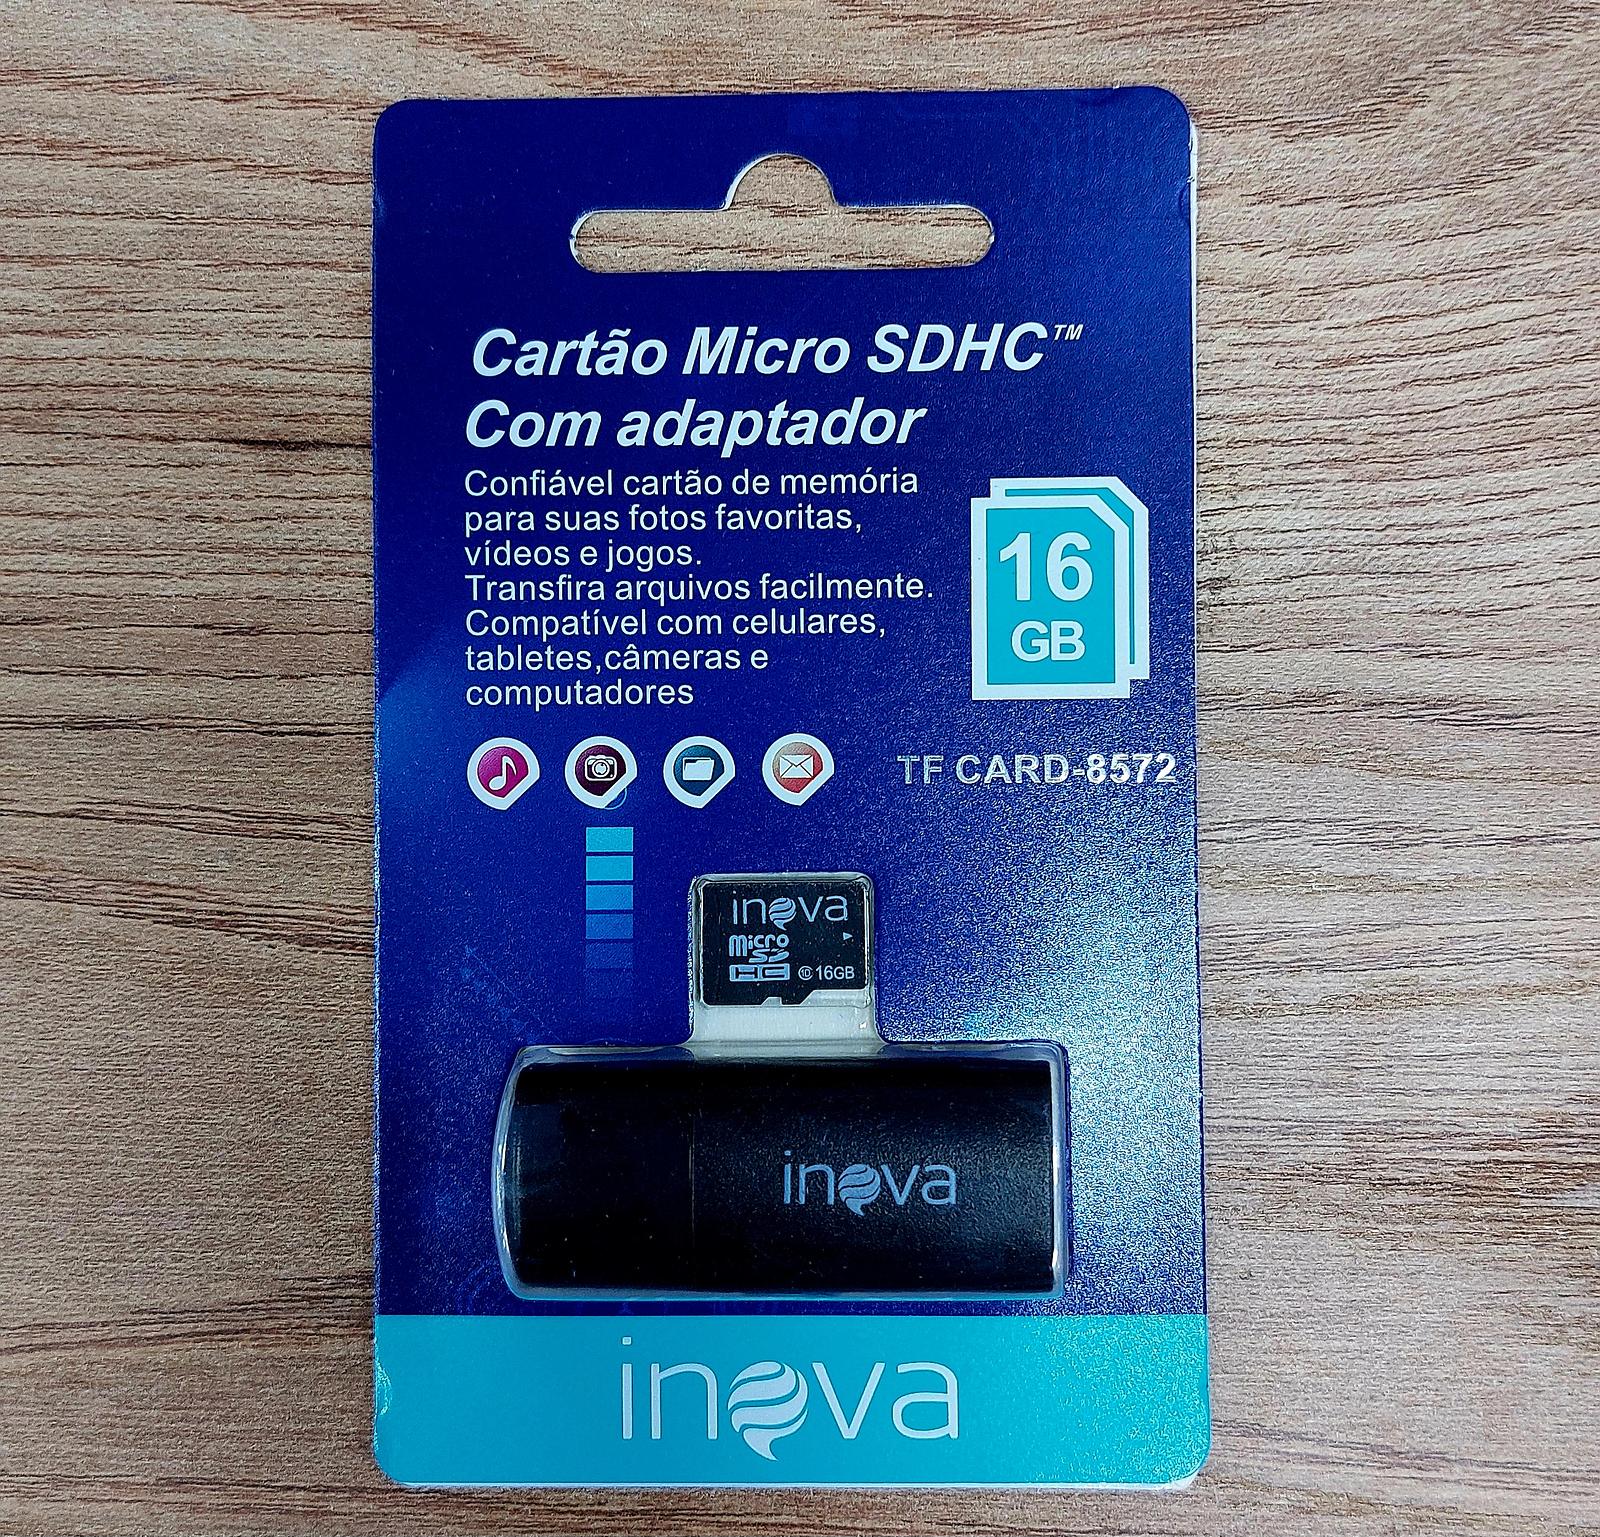 Cartão Micro SDHC™
Com adaptador
Confiável cartão de memória
para suas fotos favoritas,
vídeos e jogos.
Transfira arquivos facilmente.
Compatível com celulares,
tabletes,câmeras e
computadores
16
GB
TF CARD-8572
inova
Micro
SD
HC 10 16GB
inova
inova